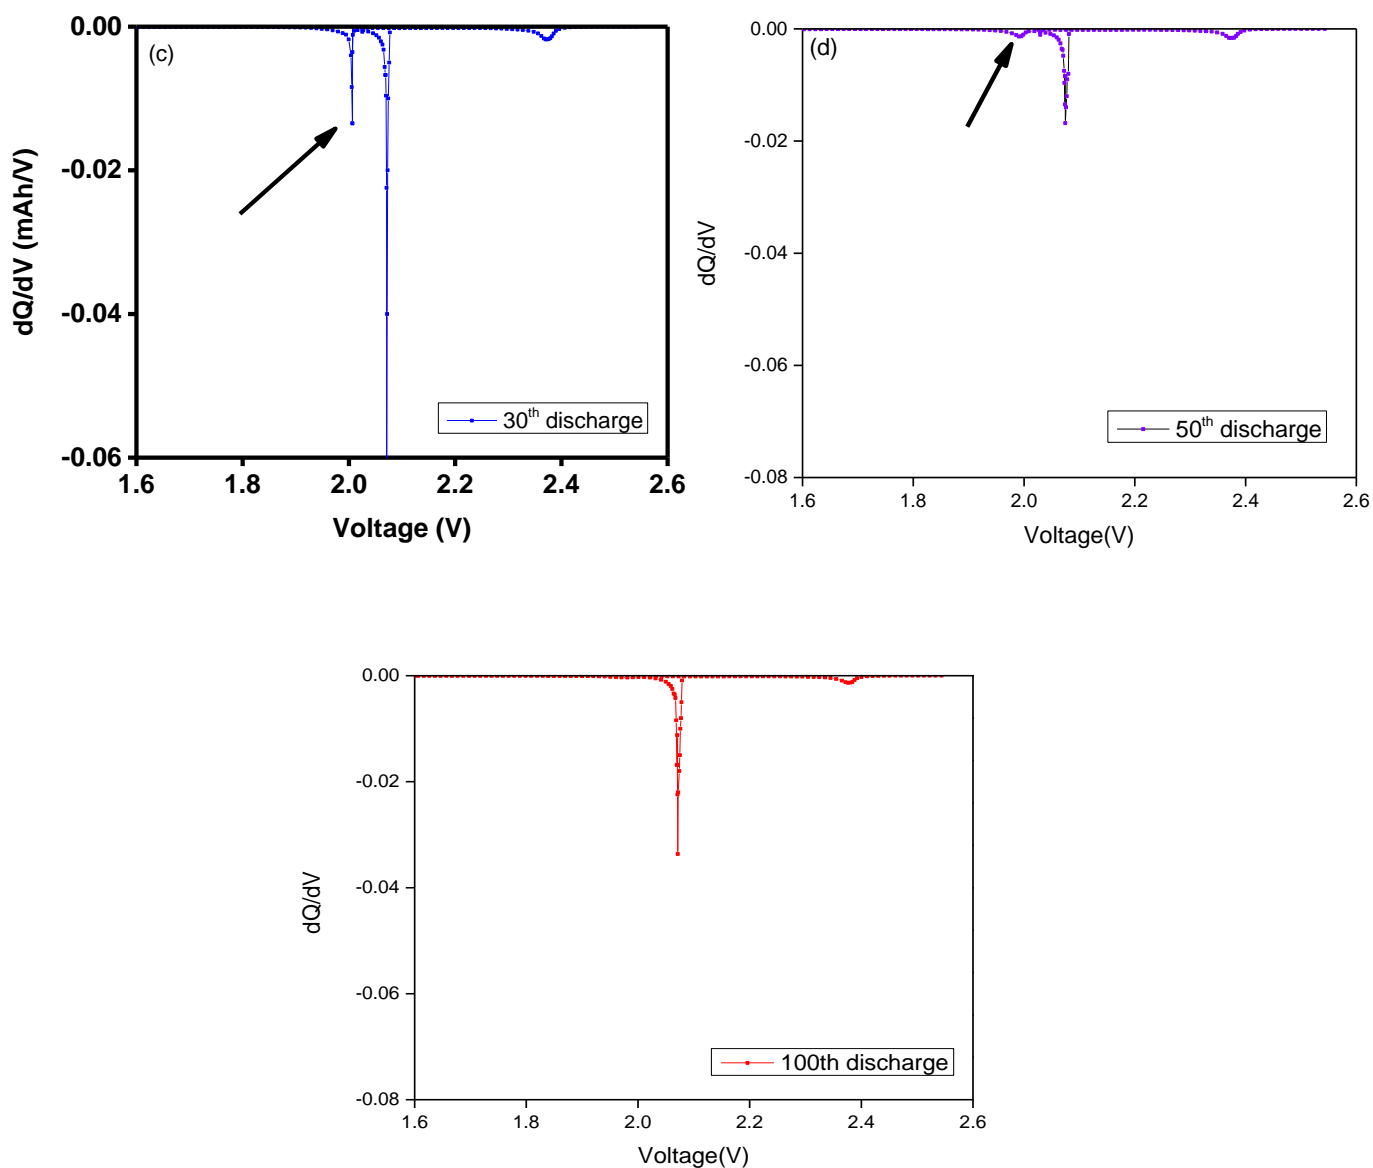 (c)
0.00
-0.02
-0.04
-0.06
dQ/dV (mAh/V)
1.6 1.8 2.0 2.2 2.4 2.6
Voltage (V)
30th discharge
(d)
0.00
-0.02
-0.04
-0.06
-0.08
dQ/dV
1.6 1.8 2.0 2.2 2.4 2.6
Voltage(V)
50th discharge
0.00
-0.02
-0.04
-0.06
-0.08
dQ/dV
1.6 1.8 2.0 2.2 2.4 2.6
Voltage(V)
100th discharge